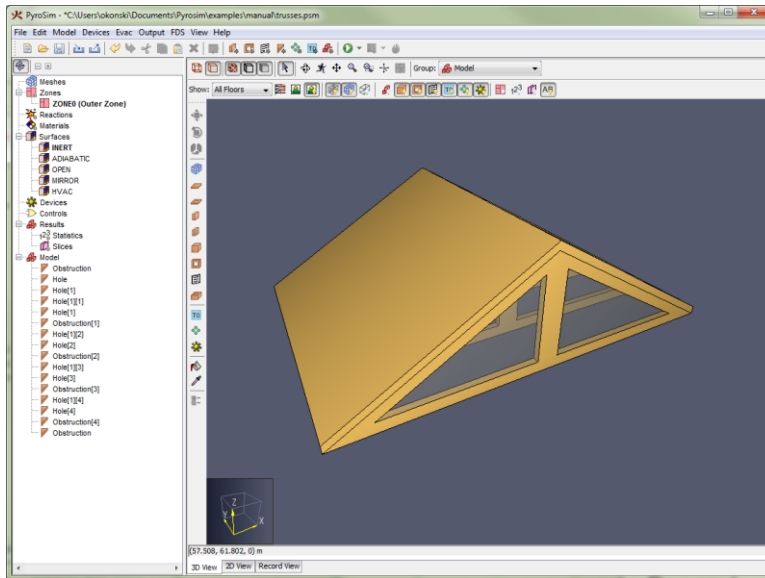 PyroSim - *C:\Users\okonski\Documents\Pyrosim\examples\manual\trusses.psm
File Edit Model Devices Evac Output FDS View Help
Group: Model
Show: All Floors
Meshes
Zones
ZONE0 (Outer Zone)
Reactions
Materials
Surfaces
INERT
ADIABATIC
OPEN
MIRROR
HVAC
Devices
Controls
Results
Statistics
Slices
Model
Obstruction
Hole
Hole[1]
Hole[1][1]
Hole[1]
Obstruction[1]
Hole[1][2]
Hole[2]
Obstruction[2]
Hole[1][3]
Hole[3]
Obstruction[3]
Hole[1][4]
Hole[4]
Obstruction[4]
Obstruction
Z
Y
X
(57.508, 61.802, 0) m
3D View 2D View Record View